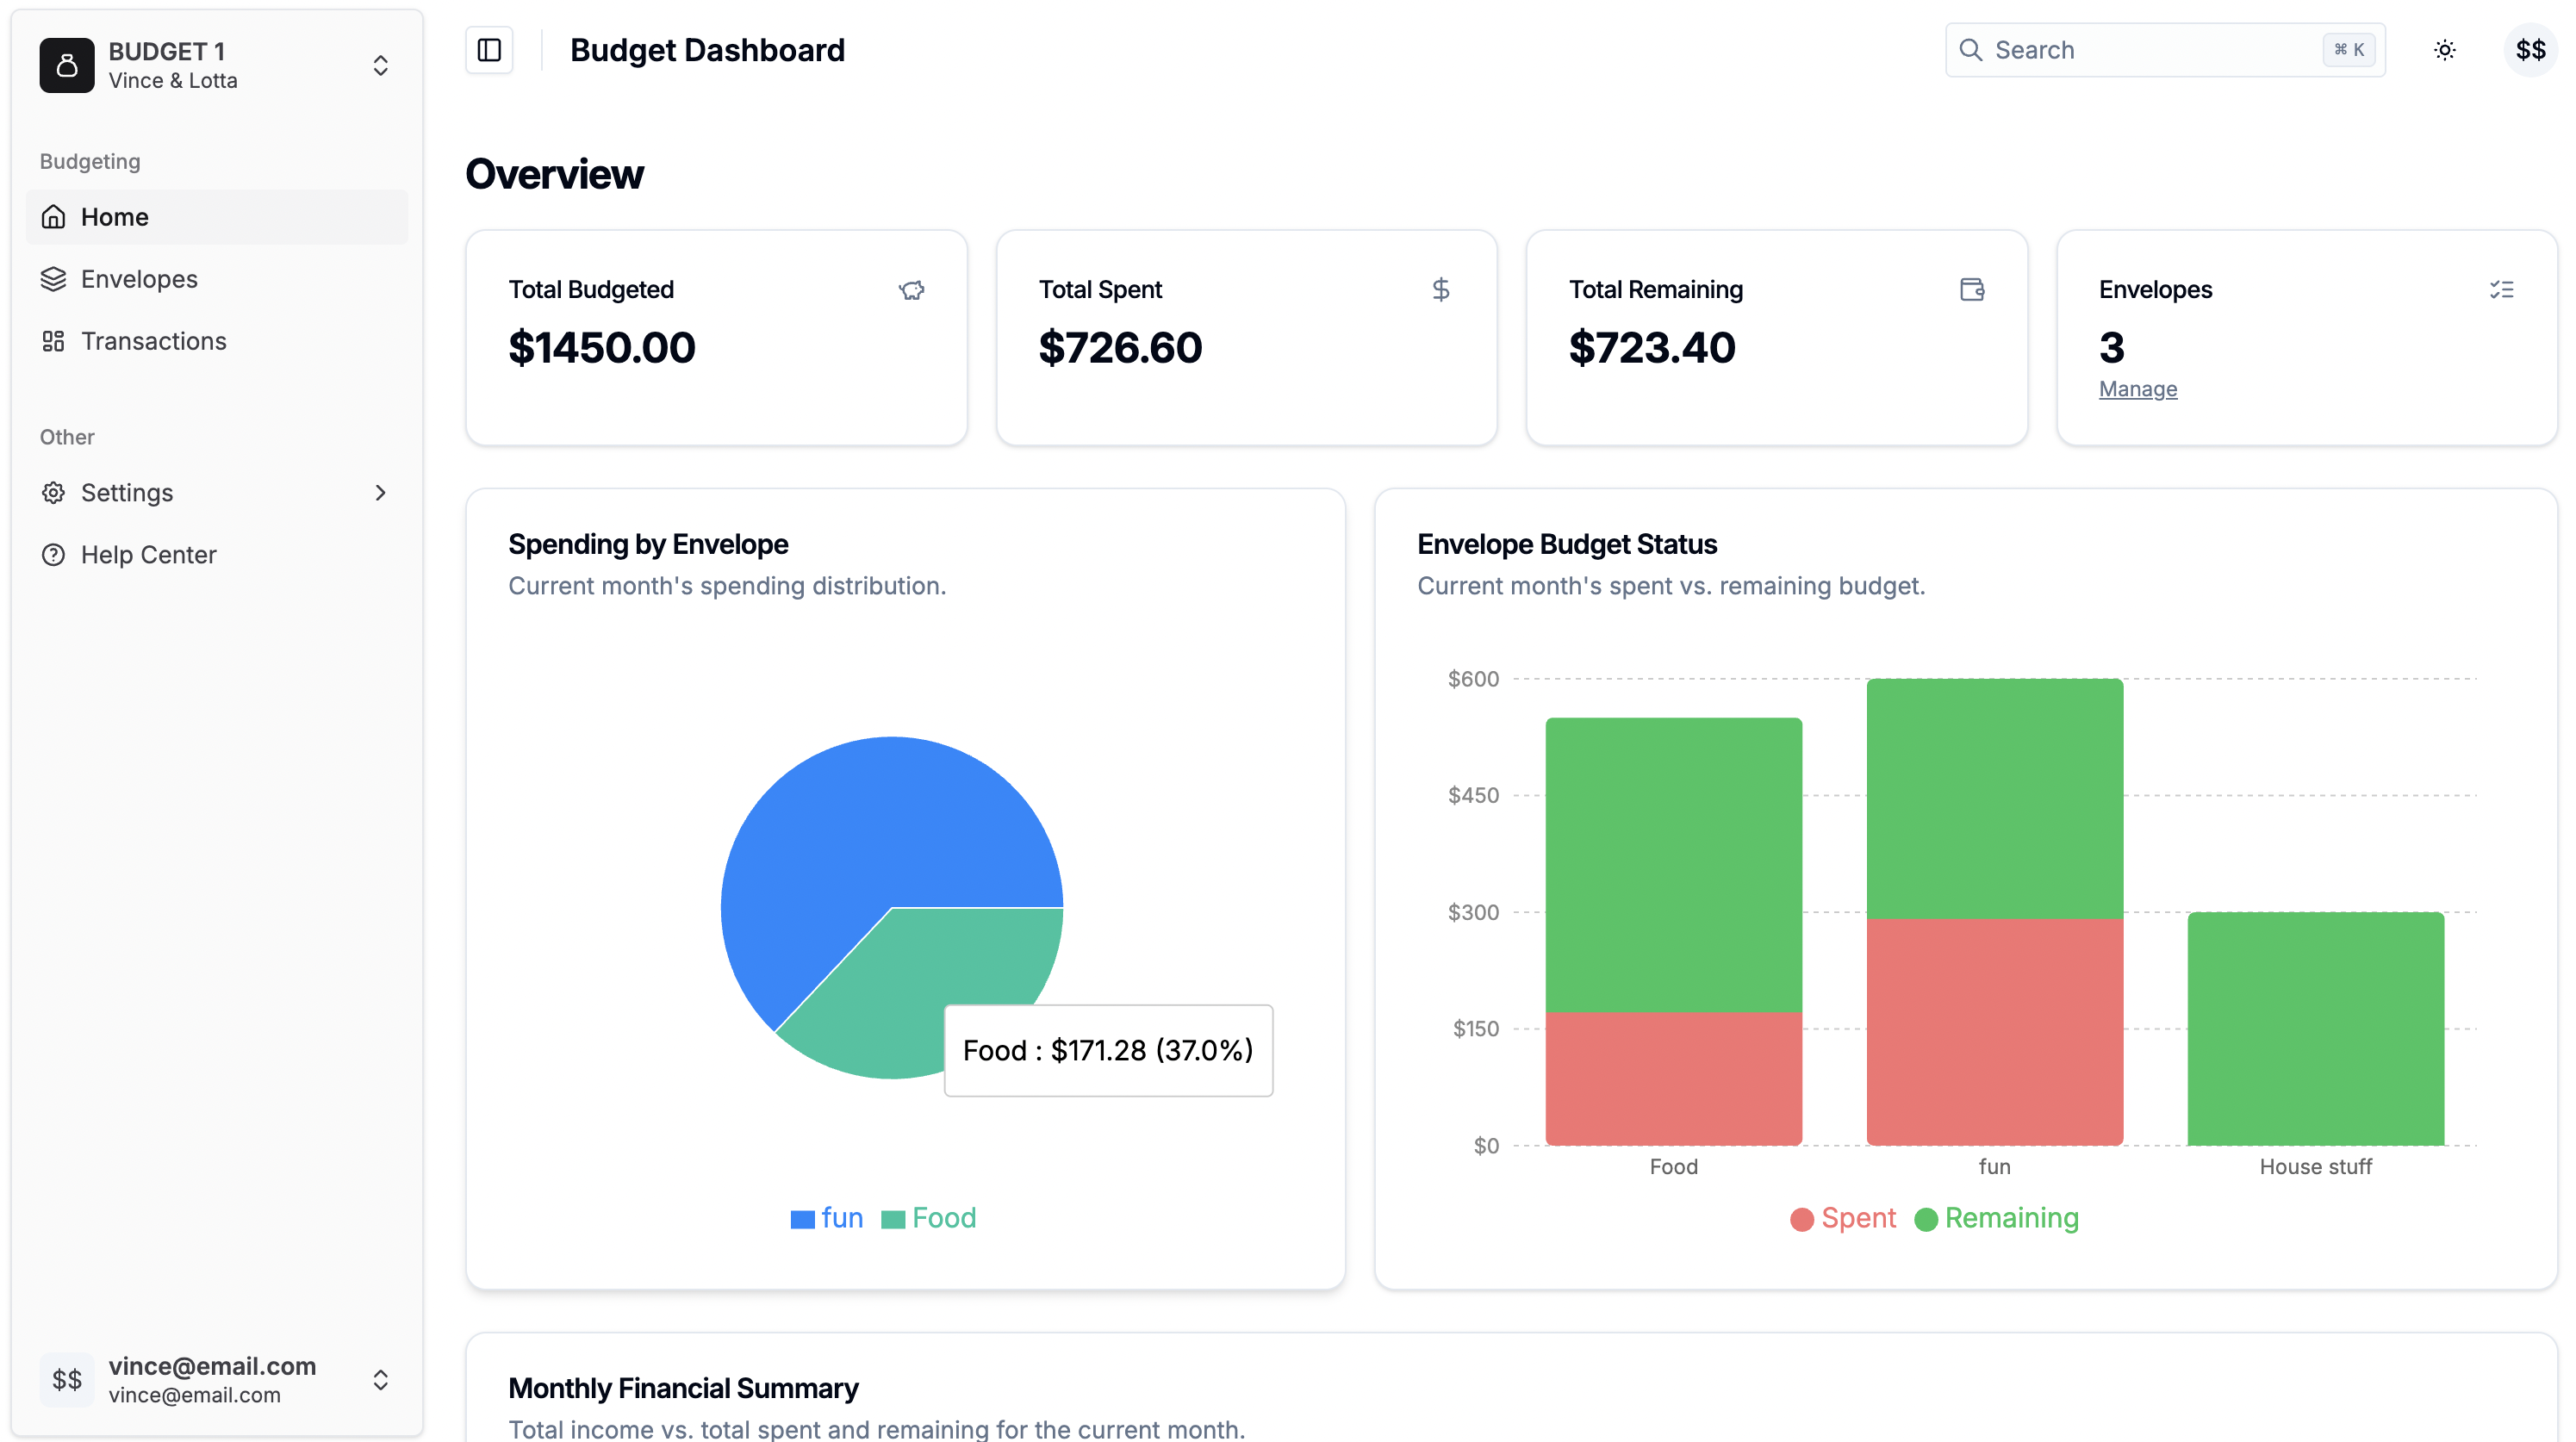 BUDGET 1
Vince & Lotta
Budgeting
Home
Envelopes
Transactions
Other
Settings
Help Center
$$
vince@email.com
vince@email.com
Budget Dashboard
Search
⌘ K
$$
Overview
Total Budgeted
$1450.00
Total Spent
$726.60
Total Remaining
$723.40
Envelopes
3
Manage
Spending by Envelope
Current month's spending distribution.
Food : $171.28 (37.0%)
fun
Food
Envelope Budget Status
Current month's spent vs. remaining budget.
$600
$450
$300
$150
$0
Food
fun
House stuff
Spent
Remaining
Monthly Financial Summary
Total income vs. total spent and remaining for the current month.